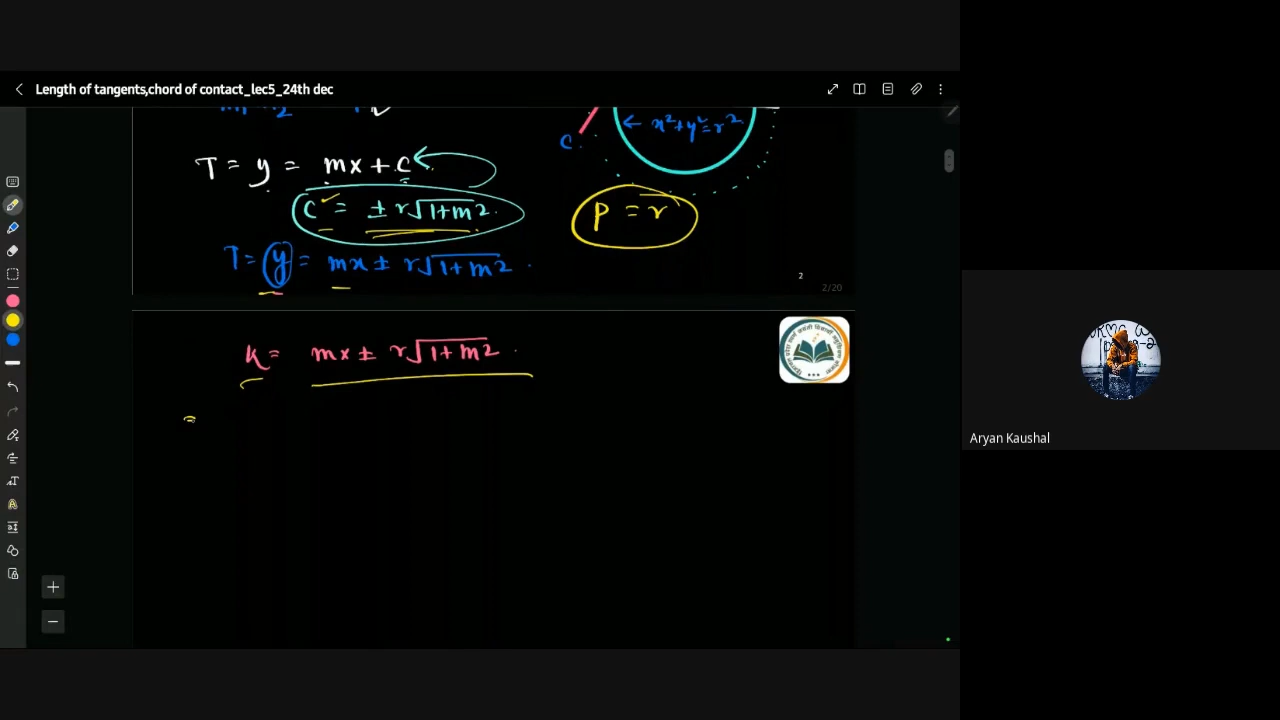 Length of tangents,chord of contact_lec5_24th dec
← x²+y²=r²
C
T = y = mx + c
C = ± r√1+m2
P = r
T = y = mx ± r√1+m2
2
2/20
K = mx ± r√1+m2
=
Aryan Kaushal